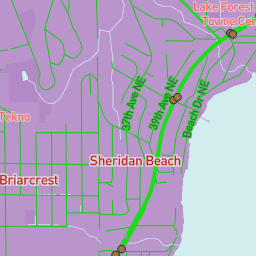 Lake Forest
Towne Cen
37th Ave NE
39th Ave NE
Beach Dr NE
Tekno
Sheridan Beach
Briarcrest